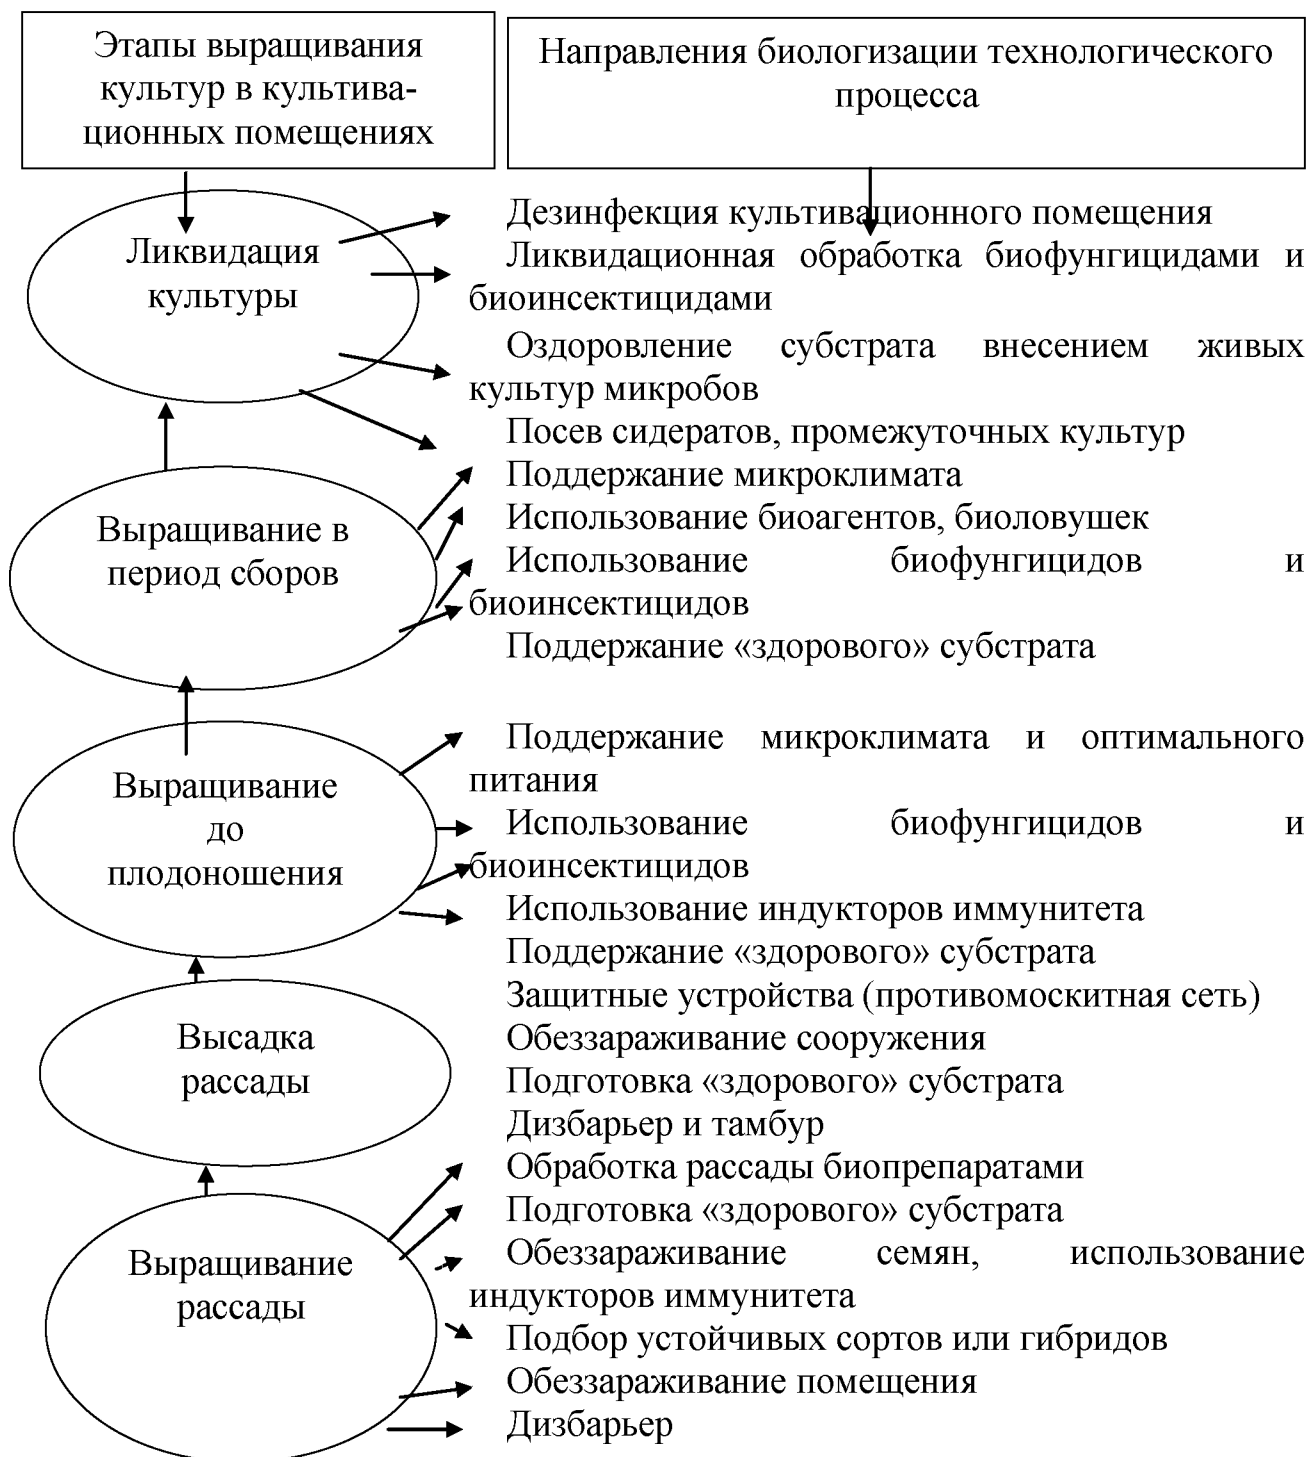 Этапы выращивания
культур в культива-
ционных помещениях
Направления биологизации технологического
процесса
Ликвидация
культуры
Дезинфекция культивационного помещения
Ликвидационная обработка биофунгицидами и
биоинсектицидами
Оздоровление субстрата внесением живых
культур микробов
Посев сидератов, промежуточных культур
Выращивание в
период сборов
Поддержание микроклимата
Использование биоагентов, биоловушек
Использование биофунгицидов и
биоинсектицидов
Поддержание «здорового» субстрата
Выращивание
до
плодоношения
Поддержание микроклимата и оптимального
питания
Использование биофунгицидов и
биоинсектицидов
Использование индукторов иммунитета
Поддержание «здорового» субстрата
Высадка
рассады
Защитные устройства (противомоскитная сеть)
Обеззараживание сооружения
Подготовка «здорового» субстрата
Дизбарьер и тамбур
Выращивание
рассады
Обработка рассады биопрепаратами
Подготовка «здорового» субстрата
Обеззараживание семян, использование
индукторов иммунитета
Подбор устойчивых сортов или гибридов
Обеззараживание помещения
Дизбарьер